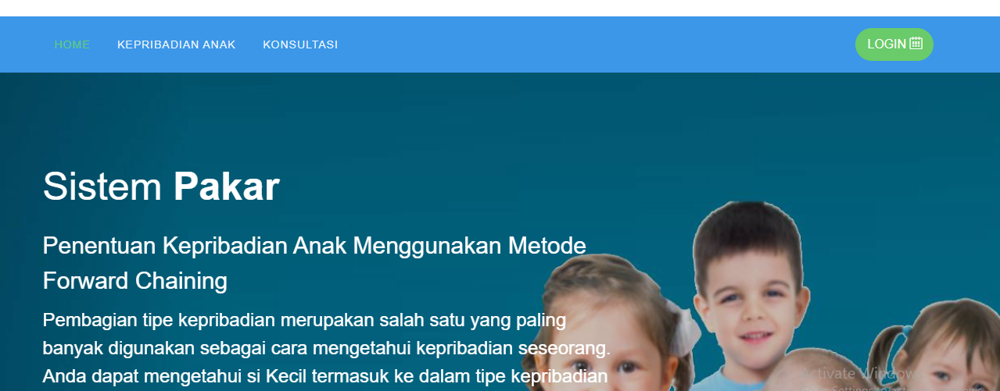 HOME KEPRIBADIAN ANAK KONSULTASI LOGIN
Sistem Pakar
Penentuan Kepribadian Anak Menggunakan Metode
Forward Chaining
Pembagian tipe kepribadian merupakan salah satu yang paling
banyak digunakan sebagai cara mengetahui kepribadian seseorang.
Anda dapat mengetahui si Kecil termasuk ke dalam tipe kepribadian
Activate Windows